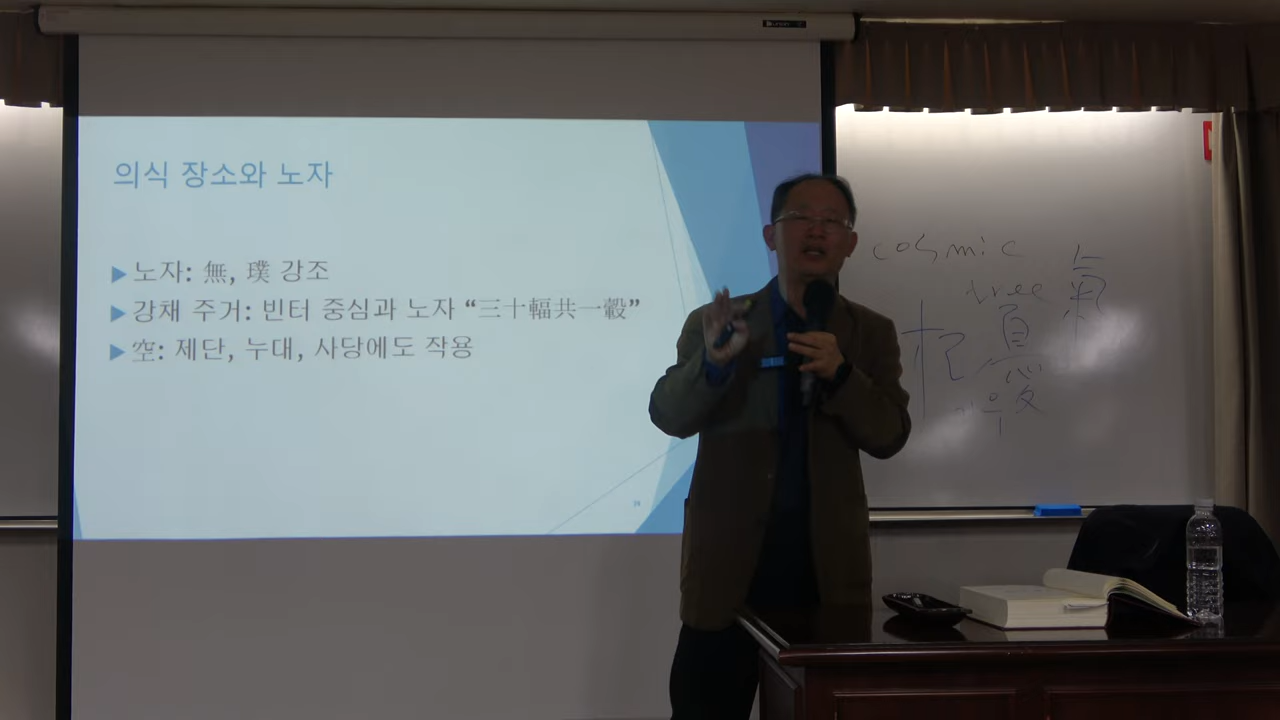 의식 장소와 노자
노자: 無, 璞 강조
강채 주거: 빈터 중심과 노자 “三十輻共一轂”
空: 제단, 누대, 사당에도 작용
cosmic
tree
氣